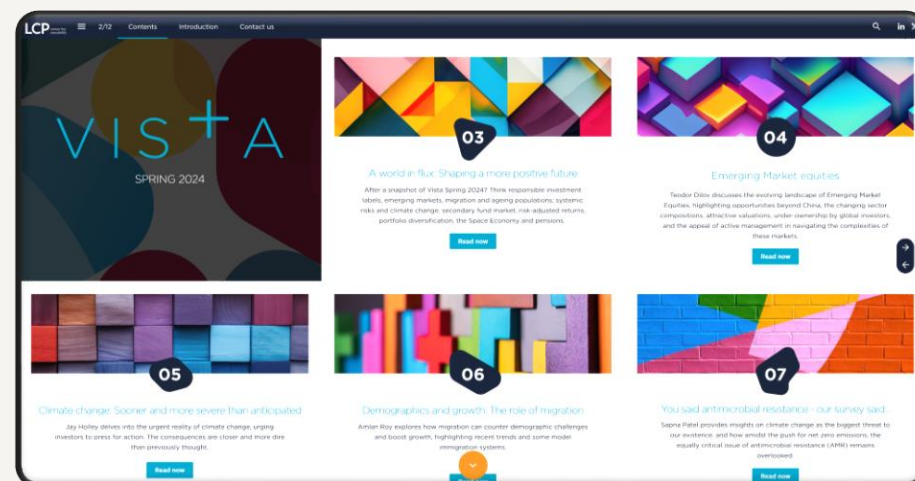 LCP
2/12
Contents
Introduction
Contact us
in
VISTA
SPRING 2024
03
A world in flux: Shaping a more positive future
After a snapshot of Vista Spring 2024? Think responsible investment
labels, emerging markets, migration and ageing populations, systemic
risks and climate change, secondary fund market, risk-adjusted returns,
portfolio diversification, the Space Economy and pensions.
Read now
04
Emerging Market equities
Teodor Dilov discusses the evolving landscape of Emerging Market
Equities, highlighting opportunities beyond China, the changing sector
compositions, attractive valuations, under-ownership by global investors,
and the appeal of active management in navigating the complexities of
these markets.
Read now
05
Climate change: Sooner and more severe than anticipated
Jay Holley delves into the urgent reality of climate change, urging
investors to press for action. The consequences are closer and more dire
than previously thought.
Read now
06
Demographics and growth: The role of migration
Amlan Roy explores how migration can counter demographic challenges
and boost growth, highlighting recent trends and some model
immigration systems.
07
You said antimicrobial resistance - our survey said...
Sapna Patel provides insights on climate change as the biggest threat to
our existence, and how amidst the push for net zero emissions, the
equally critical issue of antimicrobial resistance (AMR) remains
overlooked.
Read now